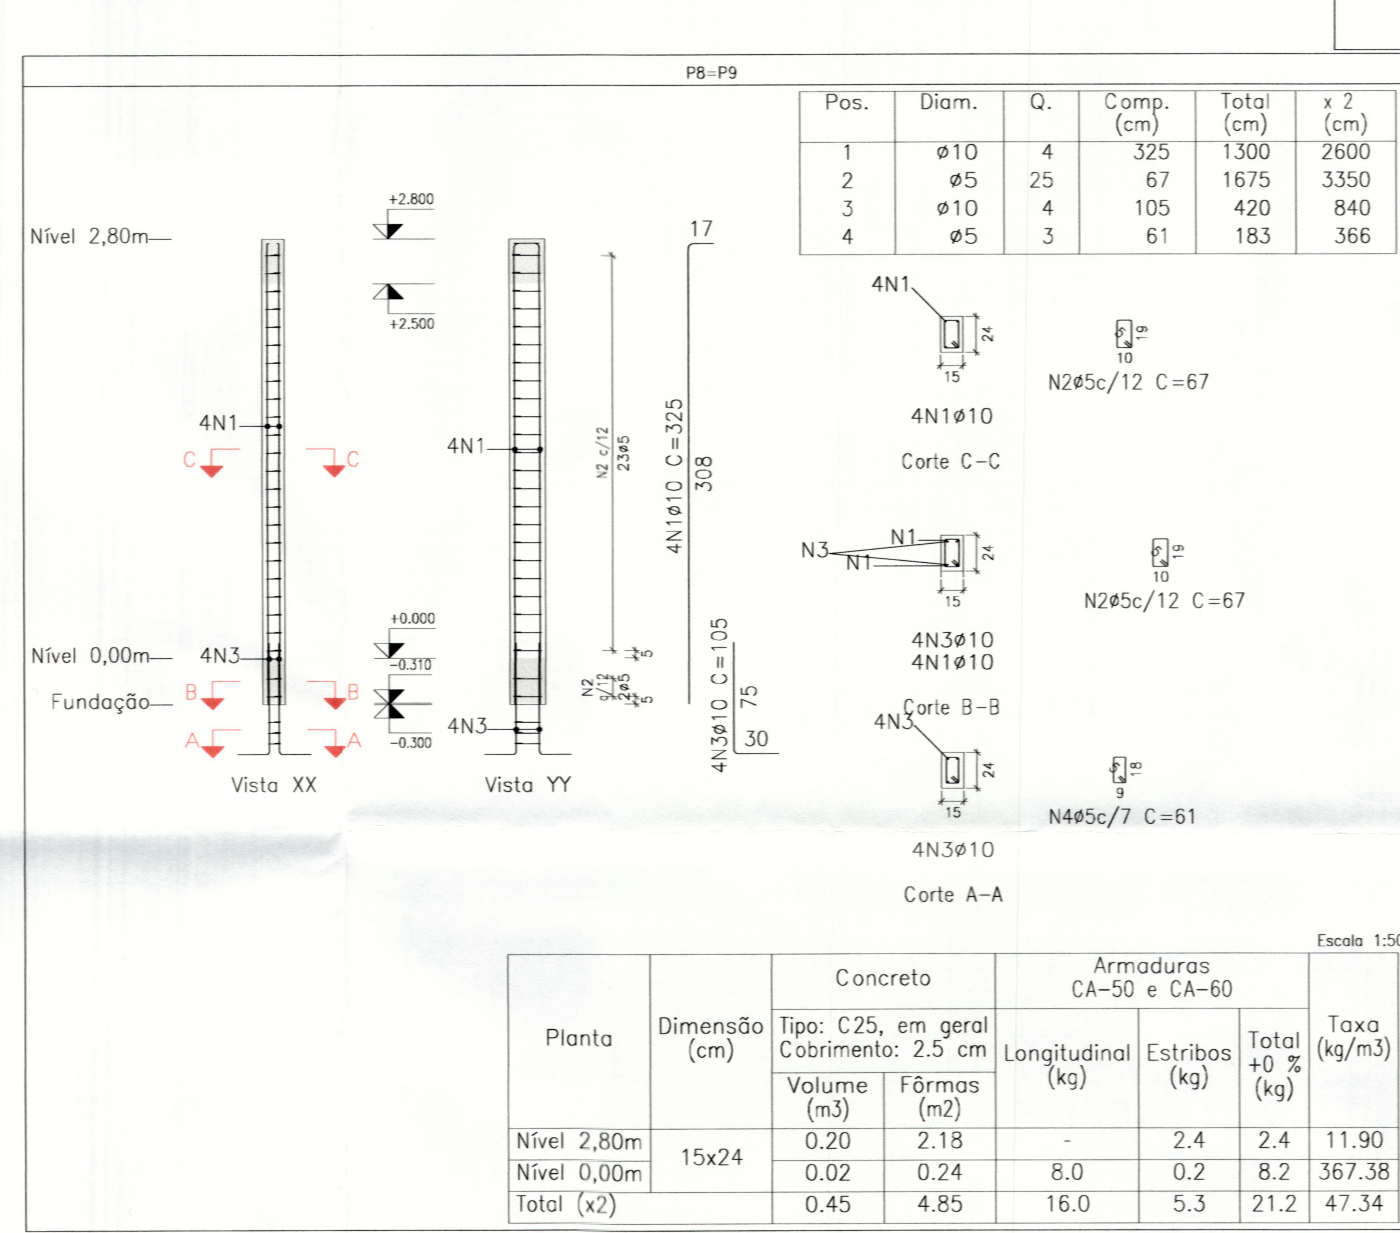 P8=P9
Pos. Diam. Q. Comp. (cm) Total (cm) x 2 (cm)
1 ø10 4 325 1300 2600
2 ø5 25 67 1675 3350
3 ø10 4 105 420 840
4 ø5 3 61 183 366
Nível 2,80m
+2.800
+2.500
4N1
C C
Nível 0,00m
4N3
Fundação
B B
A A
+0.000
-0.310
-0.300
Vista XX
4N1
4N3
Vista YY
N2 c/12
23ø5
5
N2
c/12
2ø5
5
17
4N1ø10 C=325
308
4N3ø10 C=105
75
30
4N1
24
15
4N1ø10
Corte C-C
5
19
10
N2ø5c/12 C=67
N3
N1
N1
24
15
4N3ø10
4N1ø10
Corte B-B
5
19
10
N2ø5c/12 C=67
4N3
24
15
4N3ø10
Corte A-A
5
18
9
N4ø5c/7 C=61
Escala 1:50
Planta
Dimensão
(cm)
Concreto
Tipo: C25, em geral
Cobrimento: 2.5 cm
Volume
(m3)
Fôrmas
(m2)
Armaduras
CA-50 e CA-60
Longitudinal
(kg)
Estribos
(kg)
Total
+0 %
(kg)
Taxa
(kg/m3)
Nível 2,80m 15x24 0.20 2.18 - 2.4 2.4 11.90
Nível 0,00m 0.02 0.24 8.0 0.2 8.2 367.38
Total (x2) 0.45 4.85 16.0 5.3 21.2 47.34